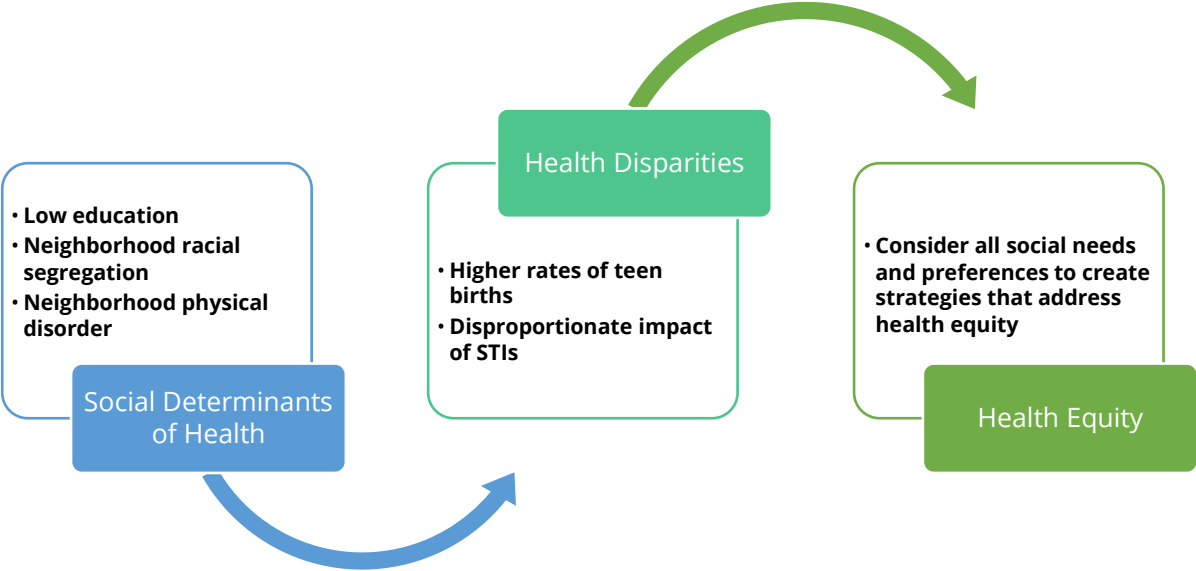 • Low education
• Neighborhood racial
segregation
• Neighborhood physical
disorder
Social Determinants
of Health
Health Disparities
• Higher rates of teen
births
• Disproportionate impact
of STIs
• Consider all social needs
and preferences to create
strategies that address
health equity
Health Equity